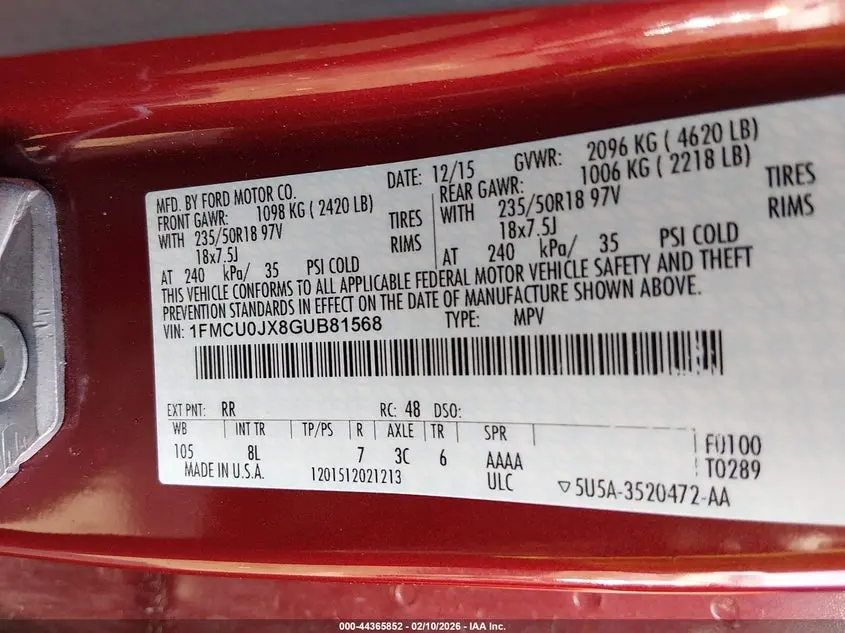 MFD. BY FORD MOTOR CO.
DATE: 12/15
GVWR: 2096 KG ( 4620 LB)
FRONT GAWR: 1098 KG ( 2420 LB)
REAR GAWR: 1006 KG ( 2218 LB)
WITH 235/50R18 97V TIRES
WITH 235/50R18 97V TIRES
18x7.5J RIMS
18x7.5J RIMS
AT 240 kPa/ 35 PSI COLD
AT 240 kPa/ 35 PSI COLD
THIS VEHICLE CONFORMS TO ALL APPLICABLE FEDERAL MOTOR VEHICLE SAFETY AND THEFT
PREVENTION STANDARDS IN EFFECT ON THE DATE OF MANUFACTURE SHOWN ABOVE.
VIN: 1FMCU0JX8GUB81568 TYPE: MPV
EXT PNT: RR RC: 48 DSO:
WB INT TR TP/PS R AXLE TR SPR
105 8L 7 3C 6 AAAA
F0100
T0289
MADE IN U.S.A. 1201512021213 ULC
▽5U5A-3520472-AA
000-44365852 - 02/10/2026 - IAA Inc.